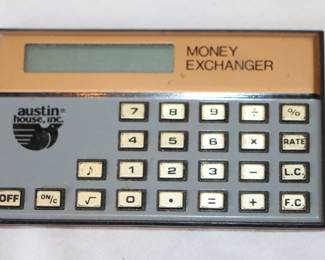 MONEY
EXCHANGER
austin®
house, inc.
7 8 9 ÷ %
4 5 6 × RATE
♪ 1 2 3 − L.C.
OFF ON/C √ 0 • = + F.C.